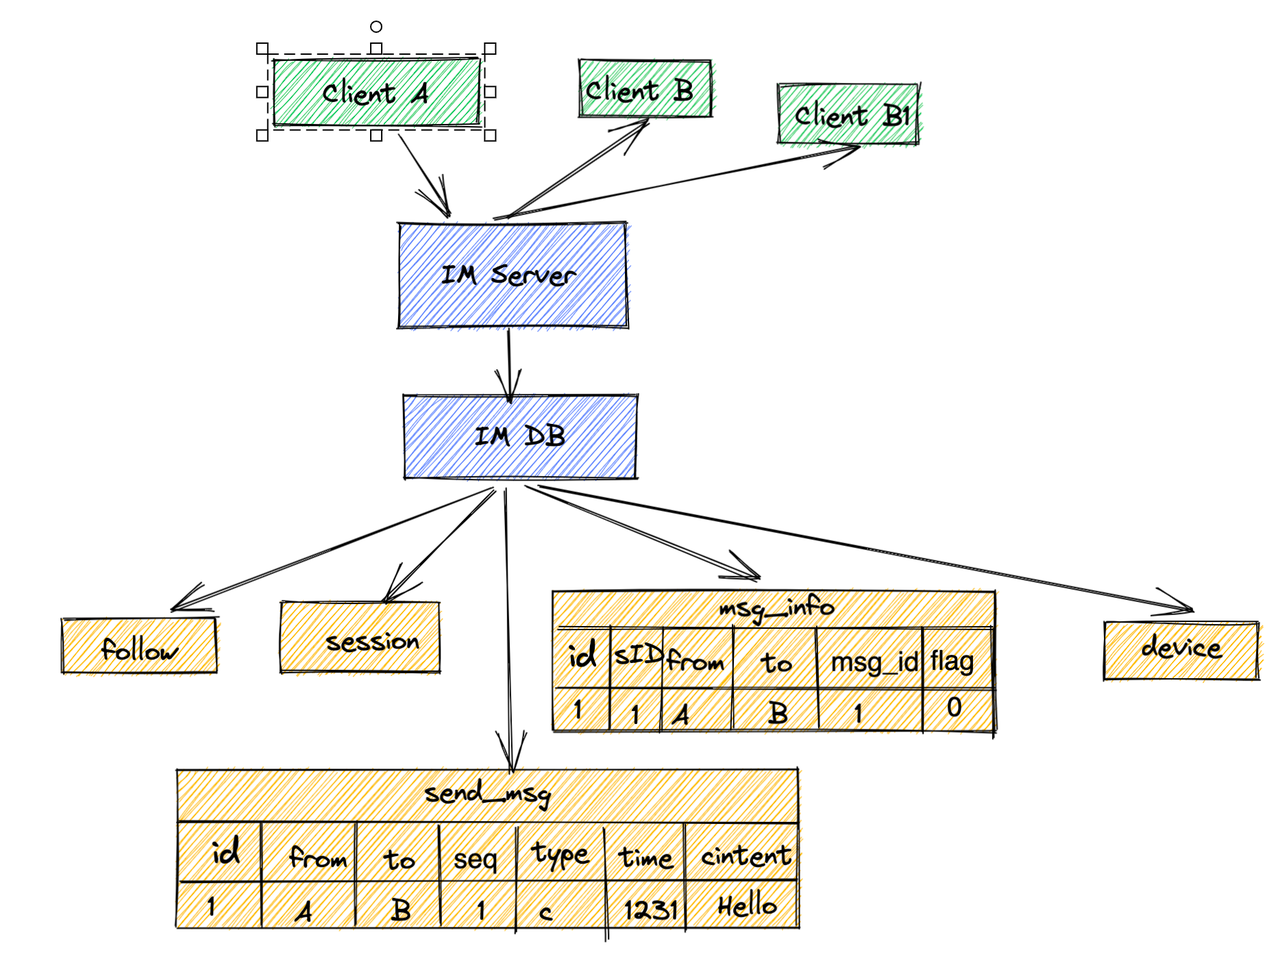 Client A
Client B
Client B1
IM Server
IM DB
follow
session
msg_info
id sID from to msg_id flag
1 1 A B 1 0
device
send_msg
id from to seq type time cintent
1 A B 1 c 1231 Hello